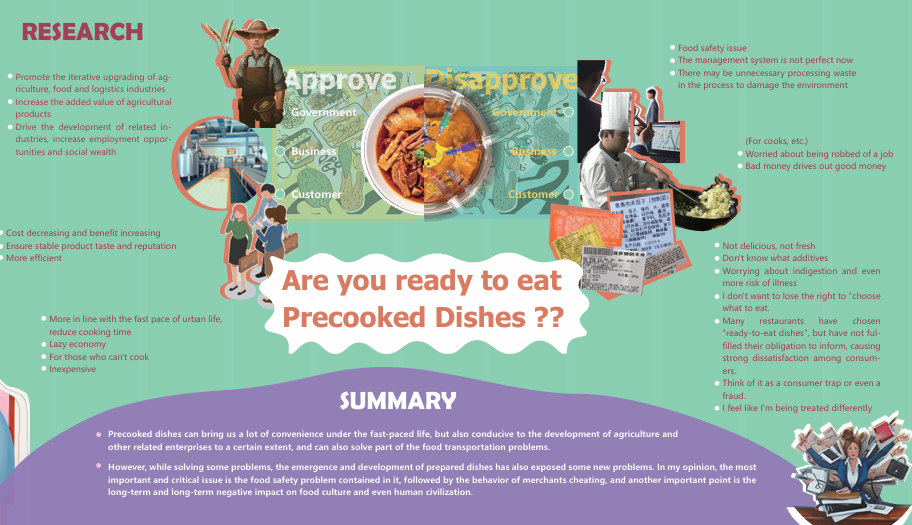 RESEARCH
Promote the iterative upgrading of ag-
riculture, food and logistics industries
Increase the added value of agricultural
products
Drive the development of related in-
dustries, increase employment oppor-
tunities and social wealth
Cost decreasing and benefit increasing
Ensure stable product taste and reputation
More efficient
More in line with the fast pace of urban life,
reduce cooking time
Lazy economy
For those who can't cook
Inexpensive
Approve
Government
Business
Customer
Disapprove
Government
Business
Customer
Food safety issue
The management system is not perfect now
There may be unnecessary processing waste
in the process to damage the environment
(For cooks, etc.)
Worried about being robbed of a job
Bad money drives out good money
Not delicious, not fresh
Don't know what additives
Worrying about indigestion and even
more risk of illness
I don't want to lose the right to "choose
what to eat.
Many restaurants have chosen
"ready-to-eat dishes", but have not ful-
filled their obligation to inform, causing
strong dissatisfaction among consum-
ers.
Think of it as a consumer trap or even a
fraud.
I feel like I'm being treated differently
Are you ready to eat
Precooked Dishes ??
SUMMARY
Precooked dishes can bring us a lot of convenience under the fast-paced life, but also conducive to the development of agriculture and
other related enterprises to a certain extent, and can also solve part of the food transportation problems.
However, while solving some problems, the emergence and development of prepared dishes has also exposed some new problems. In my opinion, the most
important and critical issue is the food safety problem contained in it, followed by the behavior of merchants cheating, and another important point is the
long-term and long-term negative impact on food culture and even human civilization.